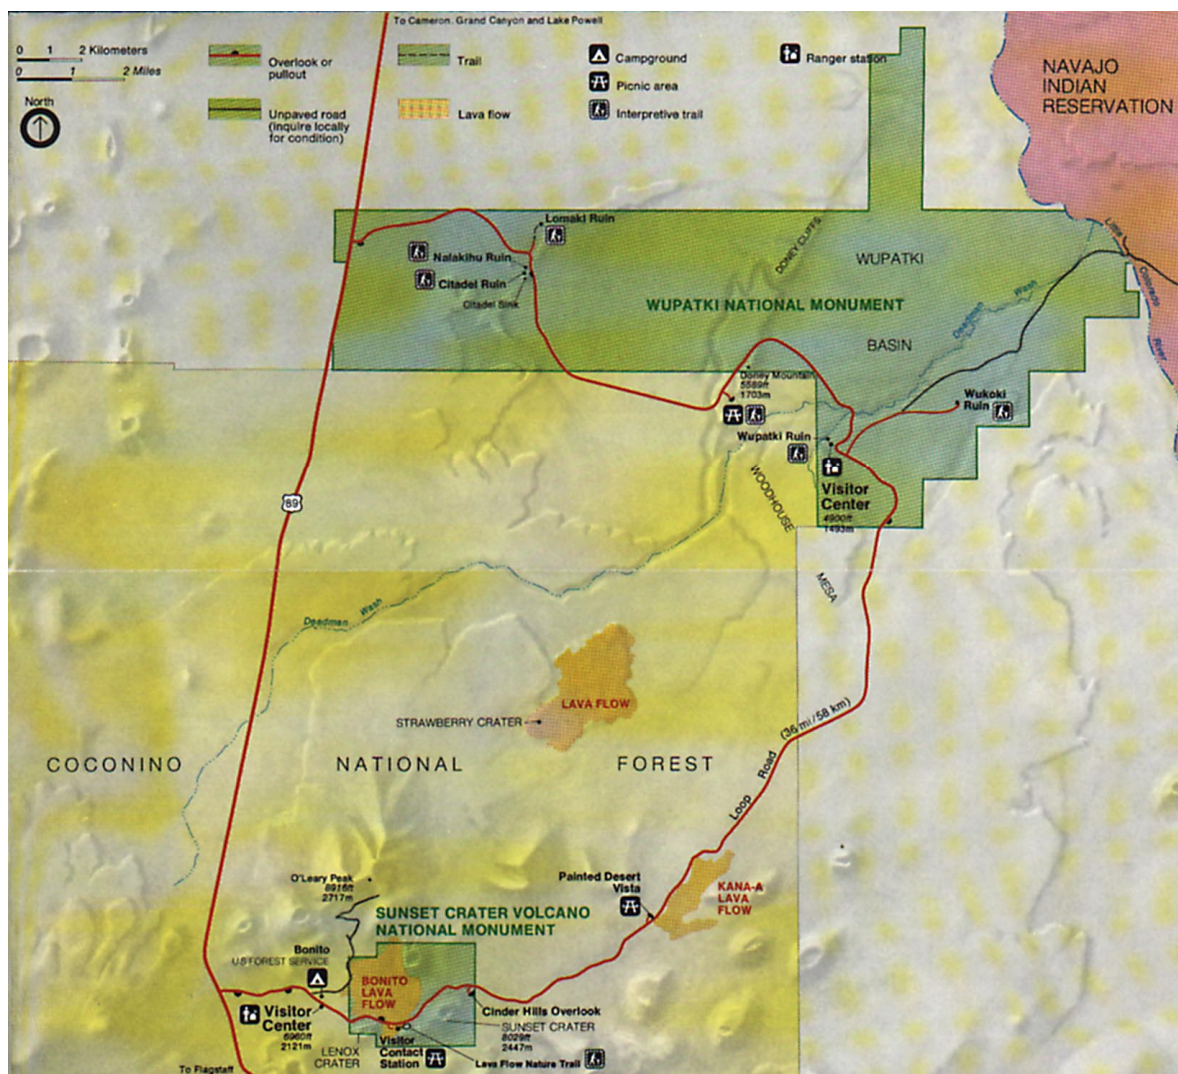 To Cameron, Grand Canyon and Lake Powell
0 1 2 Kilometers
0 1 2 Miles
North
Overlook or
pullout
Unpaved road
(inquire locally
for condition)
Trail
Lava flow
Campground
Picnic area
Interpretive trail
Ranger station
NAVAJO
INDIAN
RESERVATION
Lomaki Ruin
Nalakihu Ruin
Citadel Ruin
Citadel Sink
DONEY CLIFFS
WUPATKI
BASIN
WUPATKI NATIONAL MONUMENT
Deadman Wash
Little Colorado River
Doney Mountain
5589ft
1703m
Wukoki
Ruin
Wupatki Ruin
Visitor
Center
4900ft
1493m
WOODHOUSE
MESA
89
Deadman Wash
LAVA FLOW
STRAWBERRY CRATER
COCONINO NATIONAL FOREST
Loop Road (36 mi/58 km)
O'Leary Peak
8916ft
2717m
Painted Desert
Vista
KANA-A
LAVA
FLOW
SUNSET CRATER VOLCANO
NATIONAL MONUMENT
Bonito
US FOREST SERVICE
BONITO
LAVA
FLOW
Visitor
Center
6960ft
2121m
Cinder Hills Overlook
SUNSET CRATER
8029ft
2447m
LENOX
CRATER
Visitor
Contact
Station
Lava Flow Nature Trail
To Flagstaff